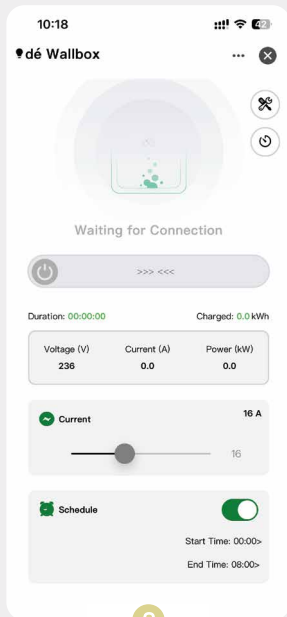 10:18
42
dé Wallbox
Waiting for Connection
>>> <<<
Duration: 00:00:00 Charged: 0.0 kWh
Voltage (V) Current (A) Power (kW)
236 0.0 0.0
Current 16 A
16
Schedule
Start Time: 00:00>
End Time: 08:00>